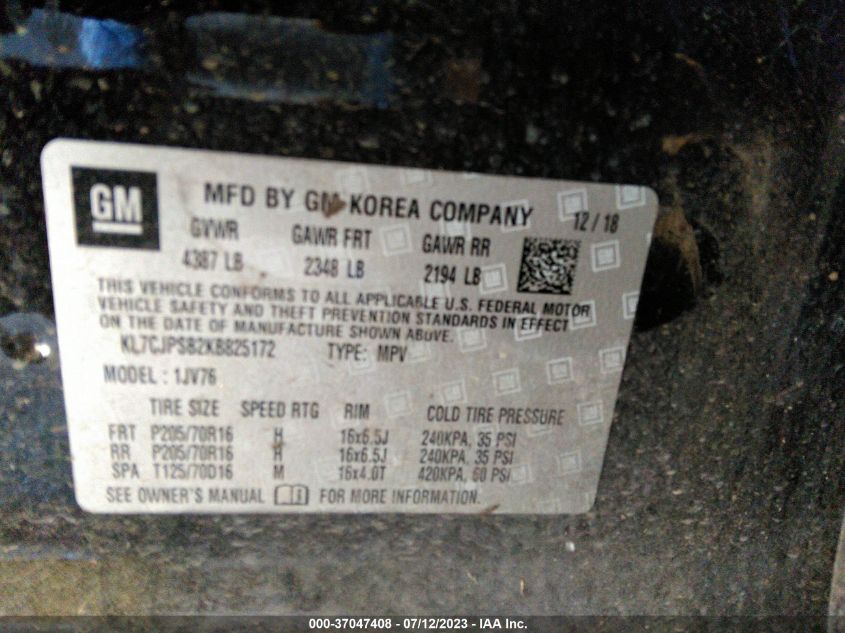 GM
MFD BY GM KOREA COMPANY 12/18
GVWR GAWR FRT GAWR RR
4387 LB 2348 LB 2194 LB
THIS VEHICLE CONFORMS TO ALL APPLICABLE U.S. FEDERAL MOTOR
VEHICLE SAFETY AND THEFT PREVENTION STANDARDS IN EFFECT
ON THE DATE OF MANUFACTURE SHOWN ABOVE.
KL7CJPSB2KB825172 TYPE: MPV
MODEL: 1JV76
TIRE SIZE SPEED RTG RIM COLD TIRE PRESSURE
FRT P205/70R16 H 16x6.5J 240KPA, 35 PSI
RR P205/70R16 H 16x6.5J 240KPA, 35 PSI
SPA T125/70D16 M 16x4.0T 420KPA, 60 PSI
SEE OWNER'S MANUAL FOR MORE INFORMATION.
000-37047408 - 07/12/2023 - IAA Inc.